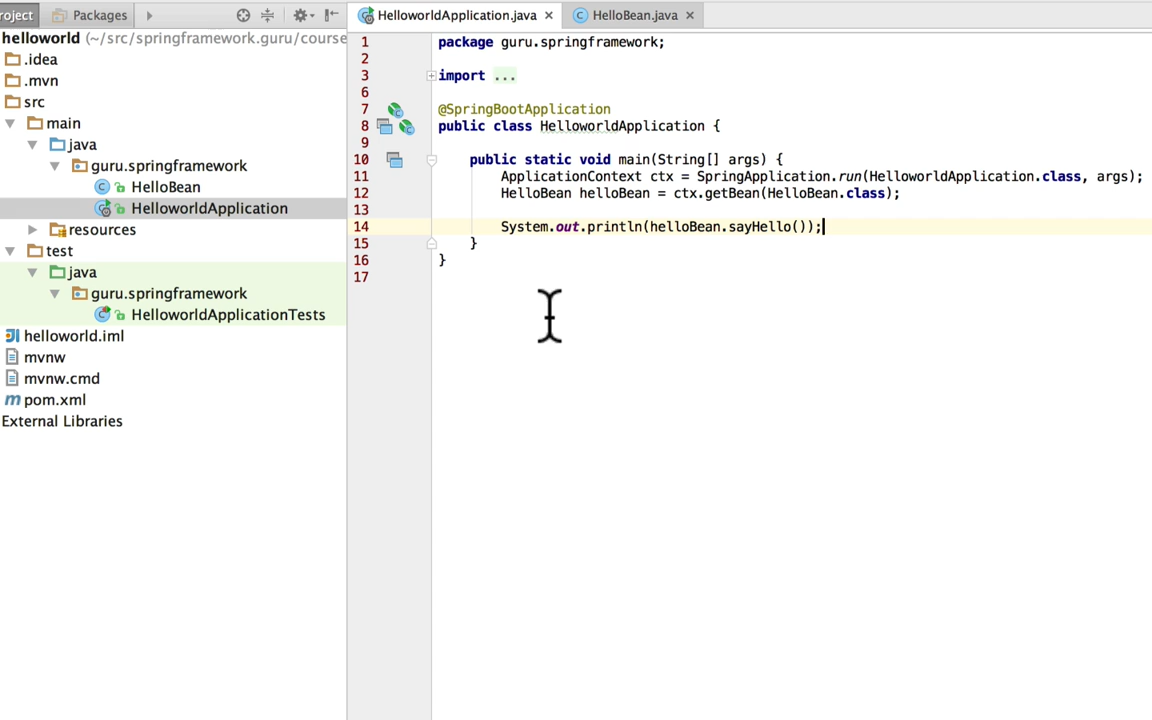 roject Packages
helloworld (~/src/springframework.guru/course
.idea
.mvn
src
main
java
guru.springframework
HelloBean
HelloworldApplication
resources
test
java
guru.springframework
HelloworldApplicationTests
helloworld.iml
mvnw
mvnw.cmd
pom.xml
External Libraries
HelloworldApplication.java HelloBean.java
1 package guru.springframework;
2
3 import ...
6
7 @SpringBootApplication
8 public class HelloworldApplication {
9
10 public static void main(String[] args) {
11 ApplicationContext ctx = SpringApplication.run(HelloworldApplication.class, args);
12 HelloBean helloBean = ctx.getBean(HelloBean.class);
13
14 System.out.println(helloBean.sayHello());
15 }
16 }
17